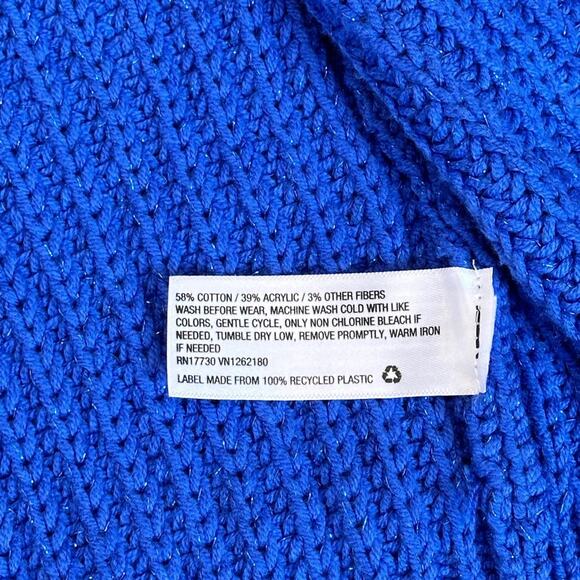 58% COTTON / 39% ACRYLIC / 3% OTHER FIBERS
WASH BEFORE WEAR, MACHINE WASH COLD WITH LIKE
COLORS, GENTLE CYCLE, ONLY NON CHLORINE BLEACH IF
NEEDED, TUMBLE DRY LOW, REMOVE PROMPTLY, WARM IRON
IF NEEDED
RN17730 VN1262180
LABEL MADE FROM 100% RECYCLED PLASTIC